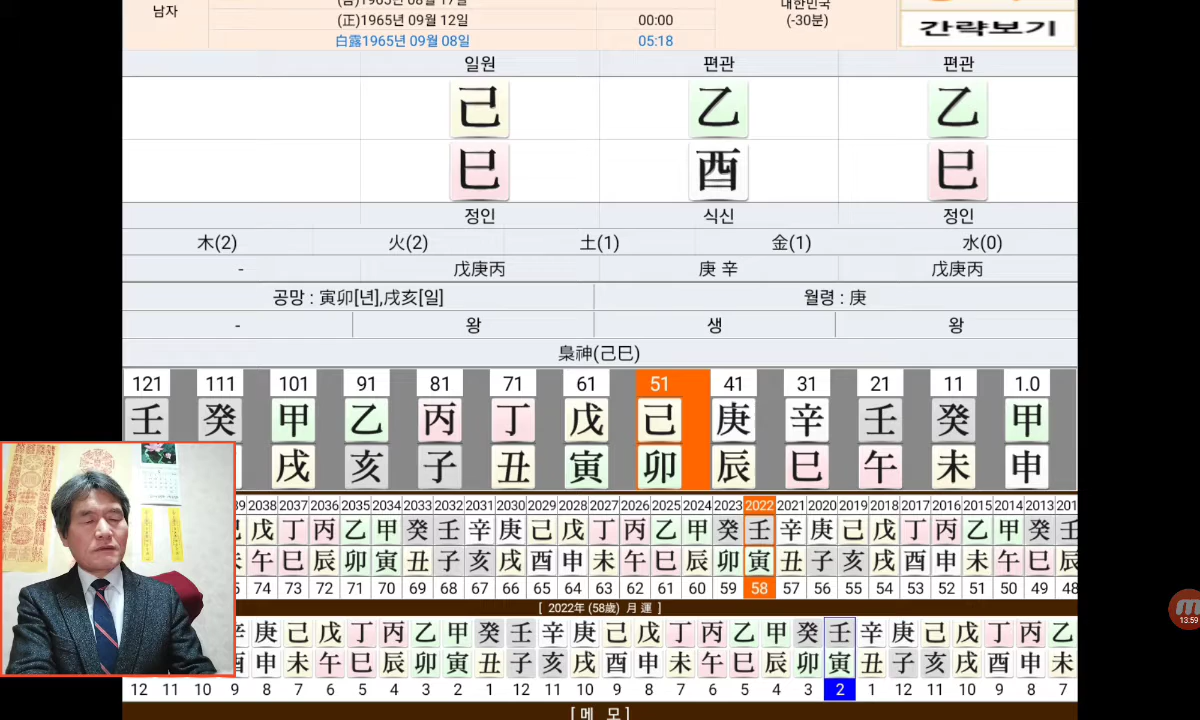 (음)1965년 08월 17일
남자
대한민국
(正)1965년 09월 12일 00:00 (-30분)
간략보기
白露1965년 09월 08일 05:18
일원 편관 편관
己 乙 乙
巳 酉 巳
정인 식신 정인
木(2) 火(2) 土(1) 金(1) 水(0)
- 戊庚丙 庚 辛 戊庚丙
공망 : 寅卯[년],戌亥[일] 월령 : 庚
- 왕 생 왕
梟神(己巳)
121 111 101 91 81 71 61 51 41 31 21 11 1.0
壬 癸 甲 乙 丙 丁 戊 己 庚 辛 壬 癸 甲
戌 亥 子 丑 寅 卯 辰 巳 午 未 申
2038 2037 2036 2035 2034 2033 2032 2031 2030 2029 2028 2027 2026 2025 2024 2023 2022 2021 2020 2019 2018 2017 2016 2015 2014 2013 201
戊 丁 丙 乙 甲 癸 壬 辛 庚 己 戊 丁 丙 乙 甲 癸 壬 辛 庚 己 戊 丁 丙 乙 甲 癸 壬
午 巳 辰 卯 寅 丑 子 亥 戌 酉 申 未 午 巳 辰 卯 寅 丑 子 亥 戌 酉 申 未 午 巳 辰
74 73 72 71 70 69 68 67 66 65 64 63 62 61 60 59 58 57 56 55 54 53 52 51 50 49 48
[ 2022年 (58歲) 月 運 ]
辛 庚 己 戊 丁 丙 乙 甲 癸 壬 辛 庚 己 戊 丁 丙 乙 甲 癸 壬 辛 庚 己 戊 丁 丙 乙
酉 申 未 午 巳 辰 卯 寅 丑 子 亥 戌 酉 申 未 午 巳 辰 卯 寅 丑 子 亥 戌 酉 申 未
12 11 10 9 8 7 6 5 4 3 2 1 12 11 10 9 8 7 6 5 4 3 2 1 12 11 10 9 8 7
[ 메 모 ]
13:59